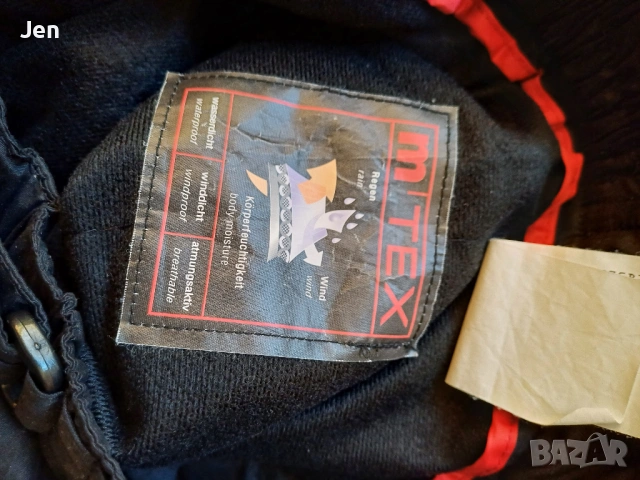 Jen
m TEX
Regen
rain
Wind
wind
Körperfeuchtigkeit
body moisture
wasserdicht
waterproof
winddicht
windproof
atmungsaktiv
breathable
BAZAR